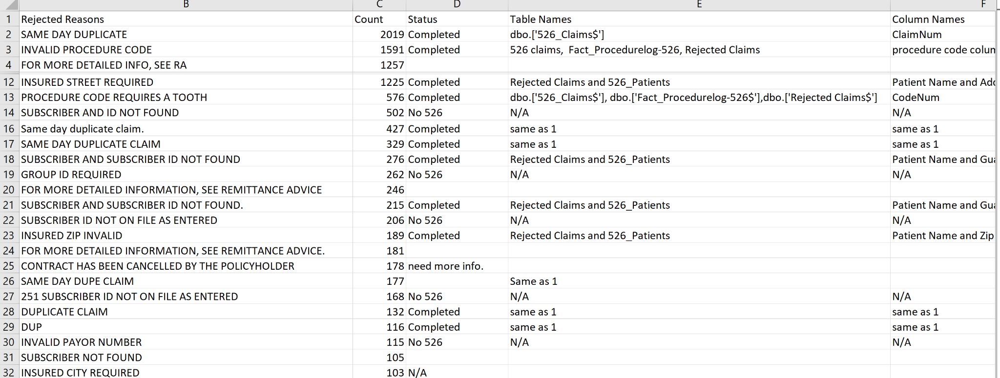 B C D E F
1 Rejected Reasons Count Status Table Names Column Names
2 SAME DAY DUPLICATE 2019 Completed dbo.['526_Claims$'] ClaimNum
3 INVALID PROCEDURE CODE 1591 Completed 526 claims,  Fact_Procedurelog-526, Rejected Claims procedure code colum
4 FOR MORE DETAILED INFO, SEE RA 1257
12 INSURED STREET REQUIRED 1225 Completed Rejected Claims and 526_Patients Patient Name and Add
13 PROCEDURE CODE REQUIRES A TOOTH 576 Completed dbo.['526_Claims$'], dbo.['Fact_Procedurelog-526$'],dbo.['Rejected Claims$'] CodeNum
14 SUBSCRIBER AND ID NOT FOUND 502 No 526 N/A N/A
16 Same day duplicate claim. 427 Completed same as 1 same as 1
17 SAME DAY DUPLICATE CLAIM 329 Completed same as 1 same as 1
18 SUBSCRIBER AND SUBSCRIBER ID NOT FOUND 276 Completed Rejected Claims and 526_Patients Patient Name and Gua
19 GROUP ID REQUIRED 262 No 526 N/A N/A
20 FOR MORE DETAILED INFORMATION, SEE REMITTANCE ADVICE 246
21 SUBSCRIBER AND SUBSCRIBER ID NOT FOUND. 215 Completed Rejected Claims and 526_Patients Patient Name and Gua
22 SUBSCRIBER ID NOT ON FILE AS ENTERED 206 No 526 N/A N/A
23 INSURED ZIP INVALID 189 Completed Rejected Claims and 526_Patients Patient Name and Zip
24 FOR MORE DETAILED INFORMATION, SEE REMITTANCE ADVICE. 181
25 CONTRACT HAS BEEN CANCELLED BY THE POLICYHOLDER 178 need more info.
26 SAME DAY DUPE CLAIM 177 Same as 1
27 251 SUBSCRIBER ID NOT ON FILE AS ENTERED 168 No 526 N/A N/A
28 DUPLICATE CLAIM 132 Completed same as 1 same as 1
29 DUP 116 Completed same as 1 same as 1
30 INVALID PAYOR NUMBER 115 No 526 N/A N/A
31 SUBSCRIBER NOT FOUND 105
32 INSURED CITY REQUIRED 103 N/A